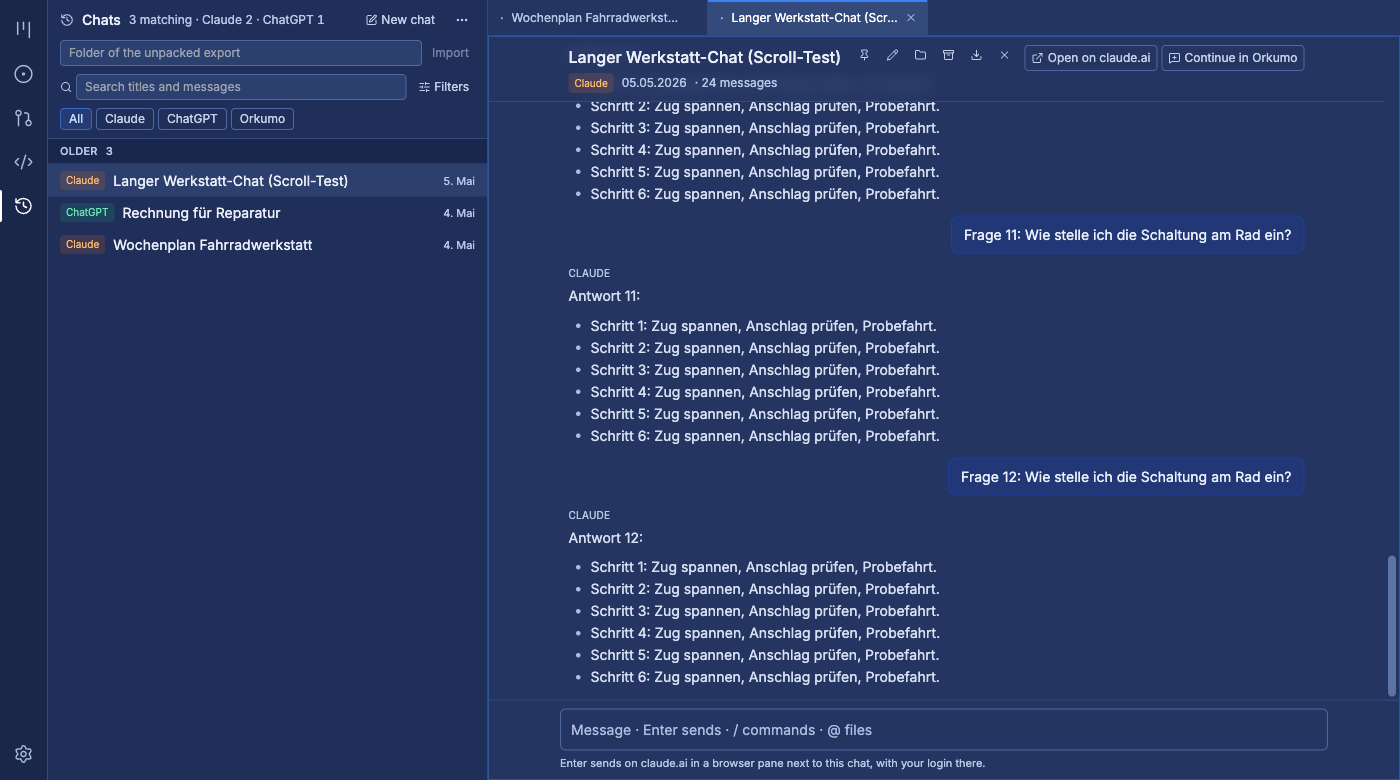 Chats 3 matching · Claude 2 · ChatGPT 1 New chat ···
Folder of the unpacked export Import
Search titles and messages Filters
All Claude ChatGPT Orkumo
OLDER 3
Claude Langer Werkstatt-Chat (Scroll-Test) 5. Mai
ChatGPT Rechnung für Reparatur 4. Mai
Claude Wochenplan Fahrradwerkstatt 4. Mai
· Wochenplan Fahrradwerkst... · Langer Werkstatt-Chat (Scr... ×
Langer Werkstatt-Chat (Scroll-Test) Open on claude.ai Continue in Orkumo
Claude 05.05.2026 · 24 messages
• Schritt 2: Zug spannen, Anschlag prüfen, Probefahrt.
• Schritt 3: Zug spannen, Anschlag prüfen, Probefahrt.
• Schritt 4: Zug spannen, Anschlag prüfen, Probefahrt.
• Schritt 5: Zug spannen, Anschlag prüfen, Probefahrt.
• Schritt 6: Zug spannen, Anschlag prüfen, Probefahrt.
Frage 11: Wie stelle ich die Schaltung am Rad ein?
CLAUDE
Antwort 11:
• Schritt 1: Zug spannen, Anschlag prüfen, Probefahrt.
• Schritt 2: Zug spannen, Anschlag prüfen, Probefahrt.
• Schritt 3: Zug spannen, Anschlag prüfen, Probefahrt.
• Schritt 4: Zug spannen, Anschlag prüfen, Probefahrt.
• Schritt 5: Zug spannen, Anschlag prüfen, Probefahrt.
• Schritt 6: Zug spannen, Anschlag prüfen, Probefahrt.
Frage 12: Wie stelle ich die Schaltung am Rad ein?
CLAUDE
Antwort 12:
• Schritt 1: Zug spannen, Anschlag prüfen, Probefahrt.
• Schritt 2: Zug spannen, Anschlag prüfen, Probefahrt.
• Schritt 3: Zug spannen, Anschlag prüfen, Probefahrt.
• Schritt 4: Zug spannen, Anschlag prüfen, Probefahrt.
• Schritt 5: Zug spannen, Anschlag prüfen, Probefahrt.
• Schritt 6: Zug spannen, Anschlag prüfen, Probefahrt.
Message · Enter sends · / commands · @ files
Enter sends on claude.ai in a browser pane next to this chat, with your login there.